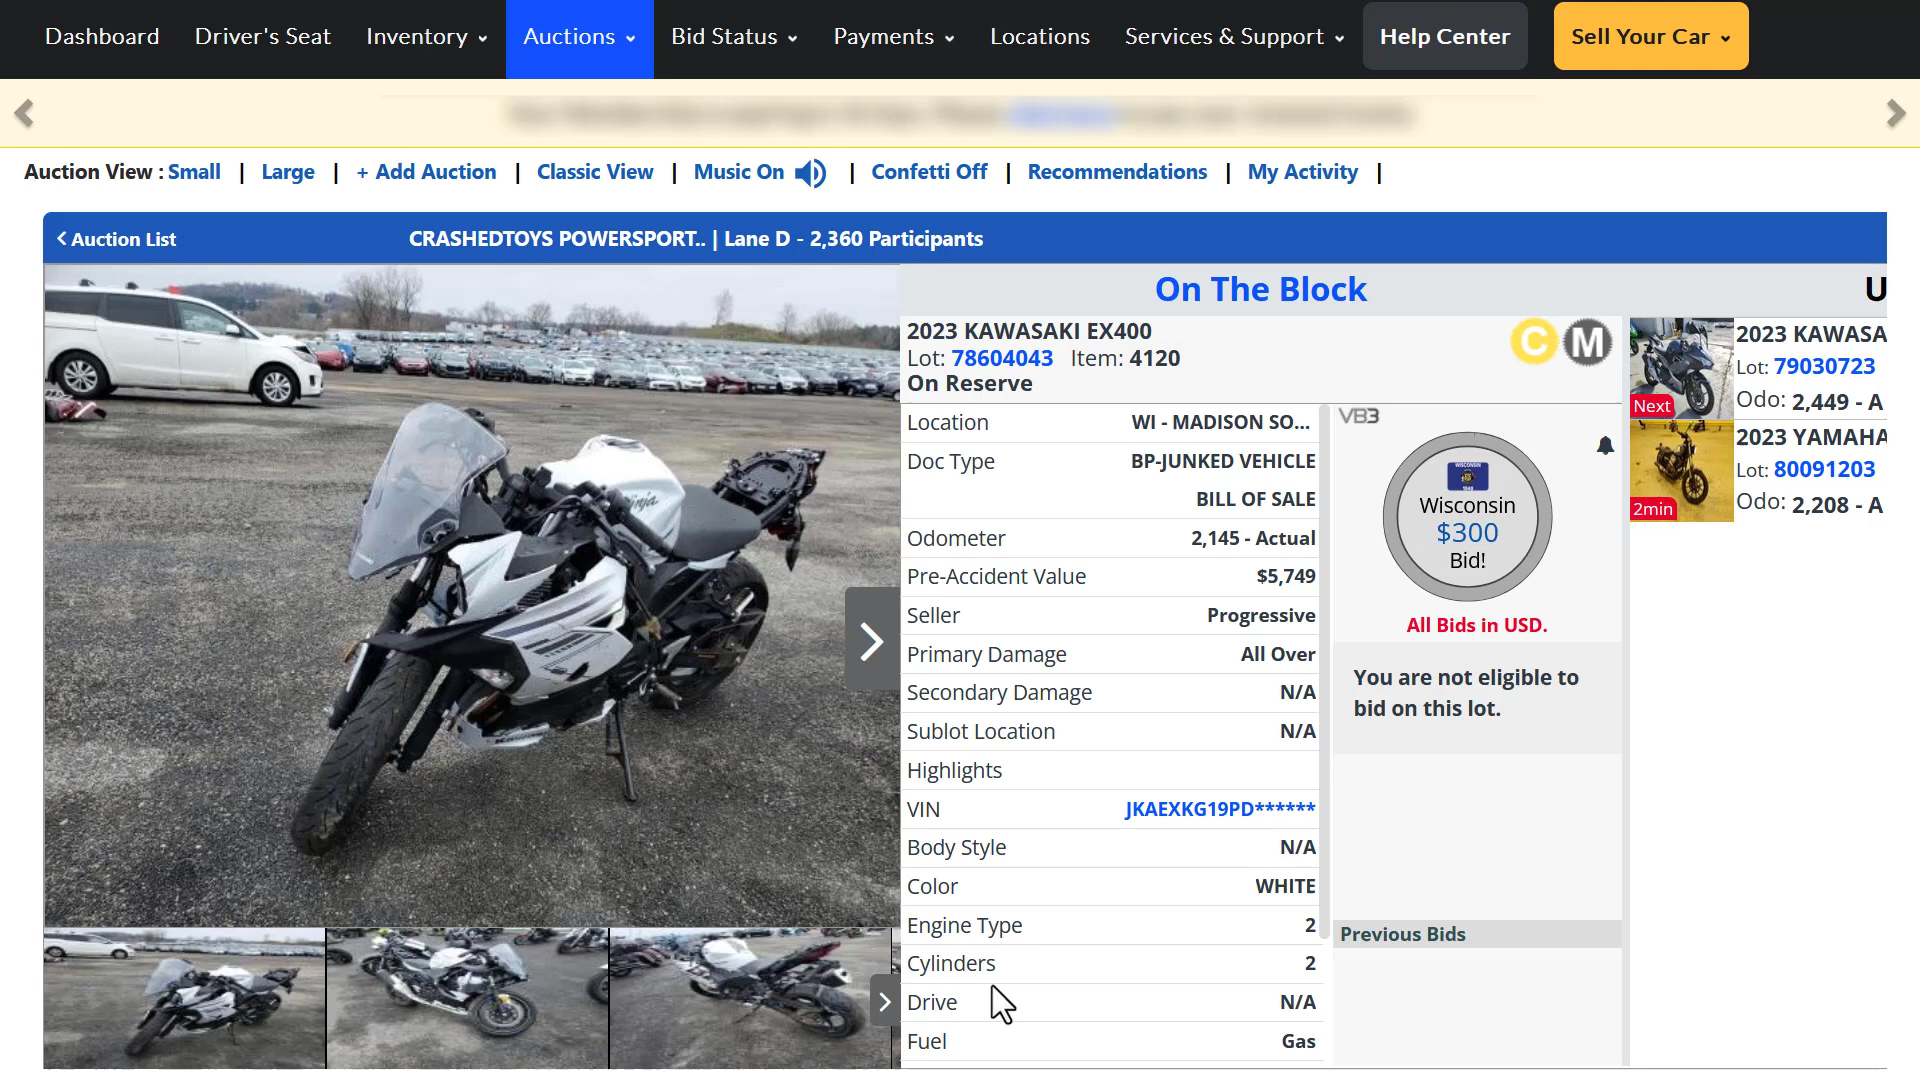 Dashboard Driver's Seat Inventory Auctions Bid Status Payments Locations Services & Support Help Center Sell Your Car
Auction View : Small | Large | + Add Auction | Classic View | Music On | Confetti Off | Recommendations | My Activity |
Auction List CRASHEDTOYS POWERSPORT.. | Lane D - 2,360 Participants
On The Block
U
2023 KAWASAKI EX400
Lot: 78604043 Item: 4120
On Reserve
C M
Location WI - MADISON SO...
Doc Type BP-JUNKED VEHICLE
BILL OF SALE
Odometer 2,145 - Actual
Pre-Accident Value $5,749
Seller Progressive
Primary Damage All Over
Secondary Damage N/A
Sublot Location N/A
Highlights
VIN JKAEXKG19PD******
Body Style N/A
Color WHITE
Engine Type 2
Cylinders 2
Drive N/A
Fuel Gas
VB3
WISCONSIN
Wisconsin
$300
Bid!
All Bids in USD.
You are not eligible to
bid on this lot.
Previous Bids
2023 KAWASA
Lot: 79030723
Odo: 2,449 - A
Next
2023 YAMAHA
Lot: 80091203
Odo: 2,208 - A
2min
Ninja